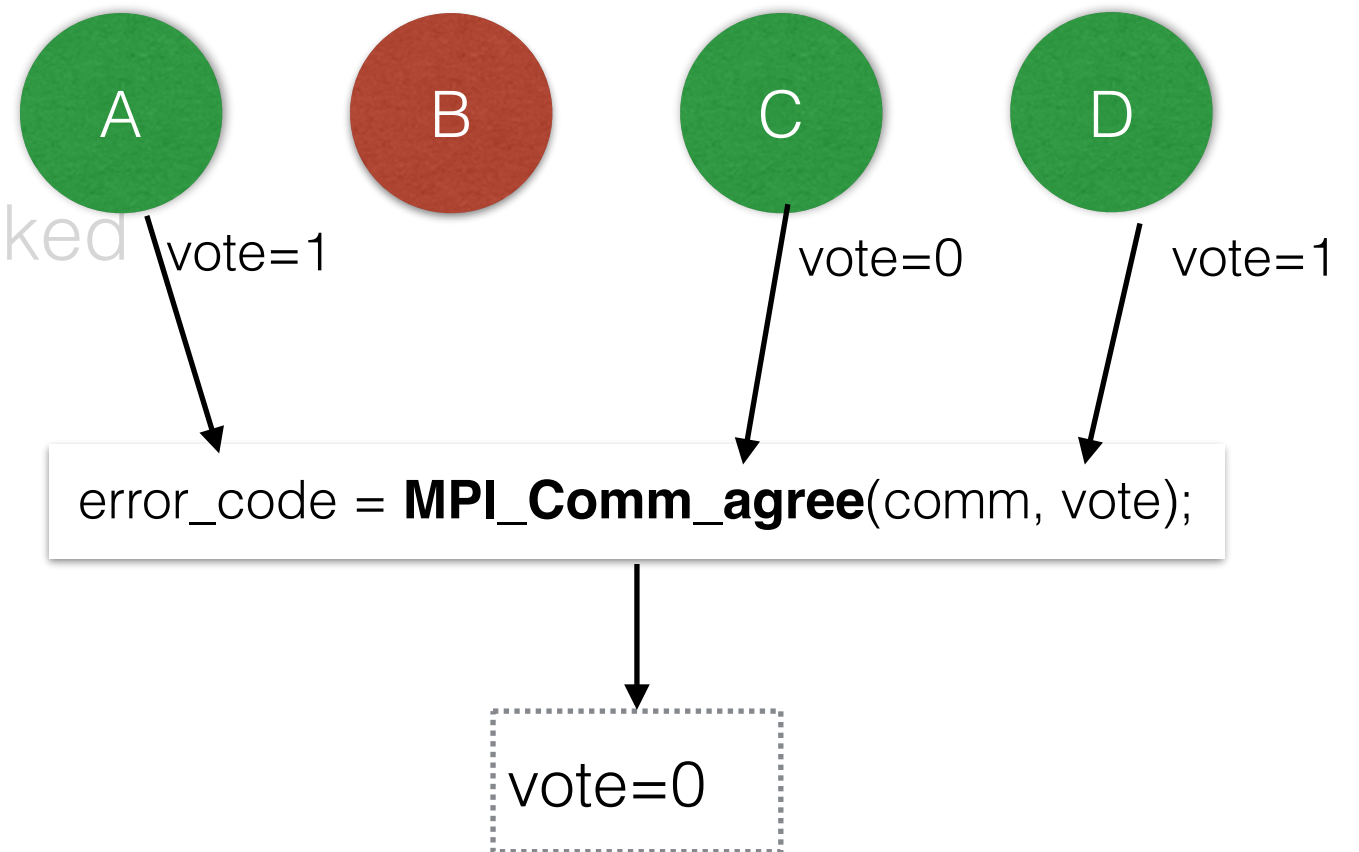 A
B
C
D
ked
vote=1
vote=0
vote=1
error_code = MPI_Comm_agree(comm, vote);
vote=0